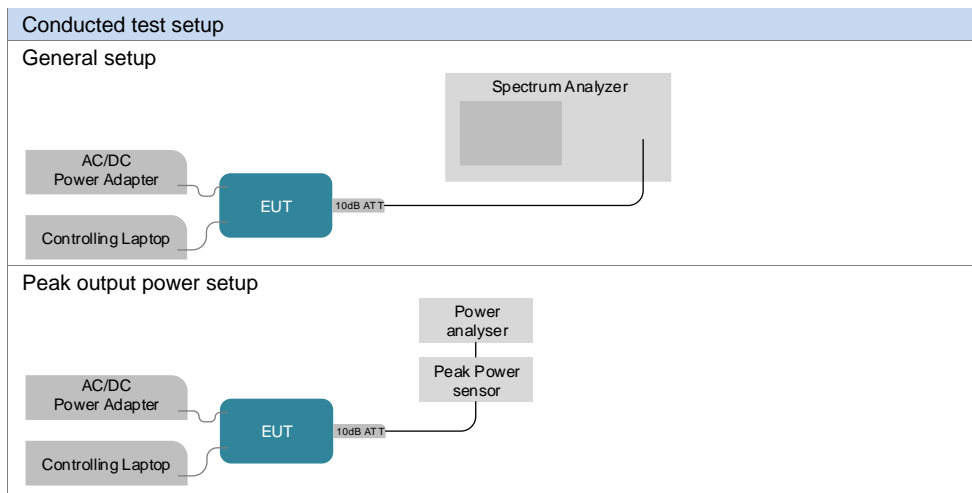 Conducted test setup
General setup
Spectrum Analyzer
AC/DC
Power Adapter
EUT
10dB ATT
Controlling Laptop
Peak output power setup
Power
analyser
Peak Power
sensor
AC/DC
Power Adapter
EUT
10dB ATT
Controlling Laptop